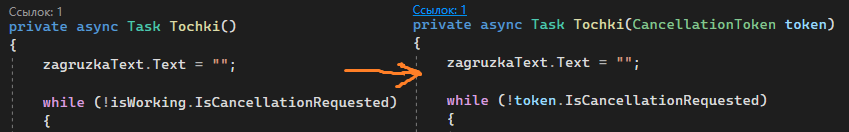 Ссылок: 1
private async Task Tochki()
{
zagruzkaText.Text = "";
while (!isWorking.IsCancellationRequested)
{
Ссылок: 1
private async Task Tochki(CancellationToken token)
{
zagruzkaText.Text = "";
while (!token.IsCancellationRequested)
{